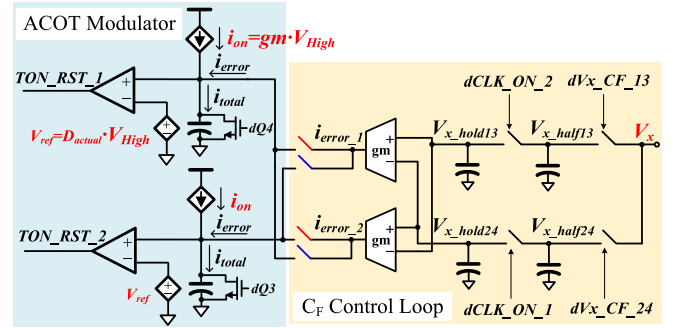 ACOT Modulator
i_on=gm·V_High
i_error
TON_RST_1
+
−
i_total
dQ4
V_ref=D_actual·V_High
+
−
i_on
i_error
TON_RST_2
+
−
i_total
dQ3
V_ref
+
−
dCLK_ON_2
dVx_CF_13
i_error_1
gm
+
−
V_x_hold13
V_x_half13
V_x
i_error_2
gm
+
−
V_x_hold24
V_x_half24
dCLK_ON_1
dVx_CF_24
C_F Control Loop